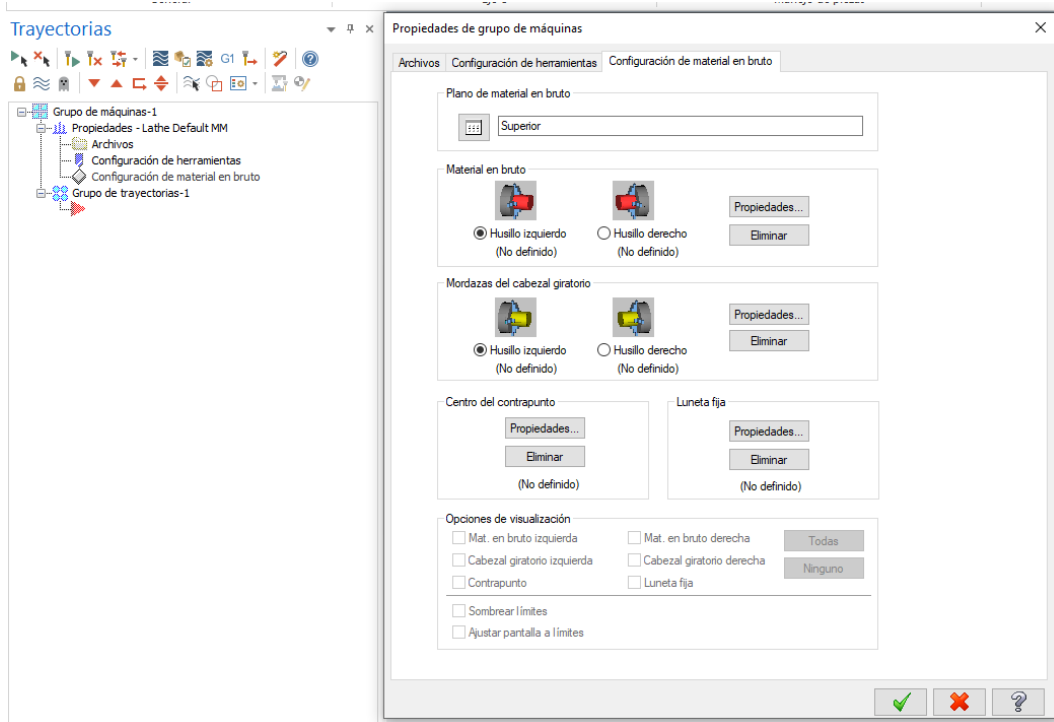 Trayectorias
Propiedades de grupo de máquinas
Archivos
Configuración de herramientas
Configuración de material en bruto
G1
Grupo de máquinas-1
Propiedades - Lathe Default MM
Archivos
Configuración de herramientas
Configuración de material en bruto
Grupo de trayectorias-1
Plano de material en bruto
Superior
Material en bruto
Propiedades...
Husillo izquierdo
Husillo derecho
Eliminar
(No definido)
(No definido)
Mordazas del cabezal giratorio
Propiedades...
Husillo izquierdo
Husillo derecho
Eliminar
(No definido)
(No definido)
Centro del contrapunto
Propiedades...
Eliminar
(No definido)
Luneta fija
Propiedades...
Eliminar
(No definido)
Opciones de visualización
Mat. en bruto izquierda
Mat. en bruto derecha
Todas
Cabezal giratorio izquierda
Cabezal giratorio derecha
Ninguno
Contrapunto
Luneta fija
Sombrear límites
Ajustar pantalla a límites